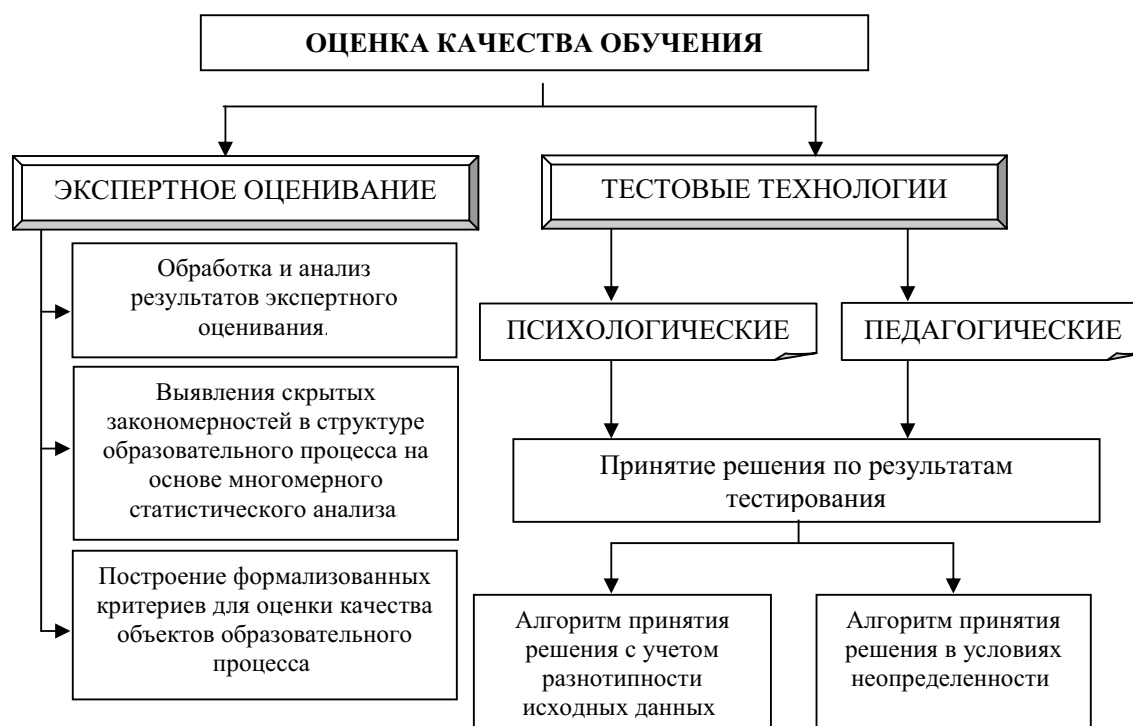 ОЦЕНКА КАЧЕСТВА ОБУЧЕНИЯ
ЭКСПЕРТНОЕ ОЦЕНИВАНИЕ
ТЕСТОВЫЕ ТЕХНОЛОГИИ
Обработка и анализ
результатов экспертного
оценивания.
Выявления скрытых
закономерностей в структуре
образовательного процесса на
основе многомерного
статистического анализа.
Построение формализованных
критериев для оценки качества
объектов образовательного
процесса
ПСИХОЛОГИЧЕСКИЕ
ПЕДАГОГИЧЕСКИЕ
Принятие решения по результатам
тестирования
Алгоритм принятия
решения с учетом
разнотипности
исходных данных
Алгоритм принятия
решения в условиях
неопределенности